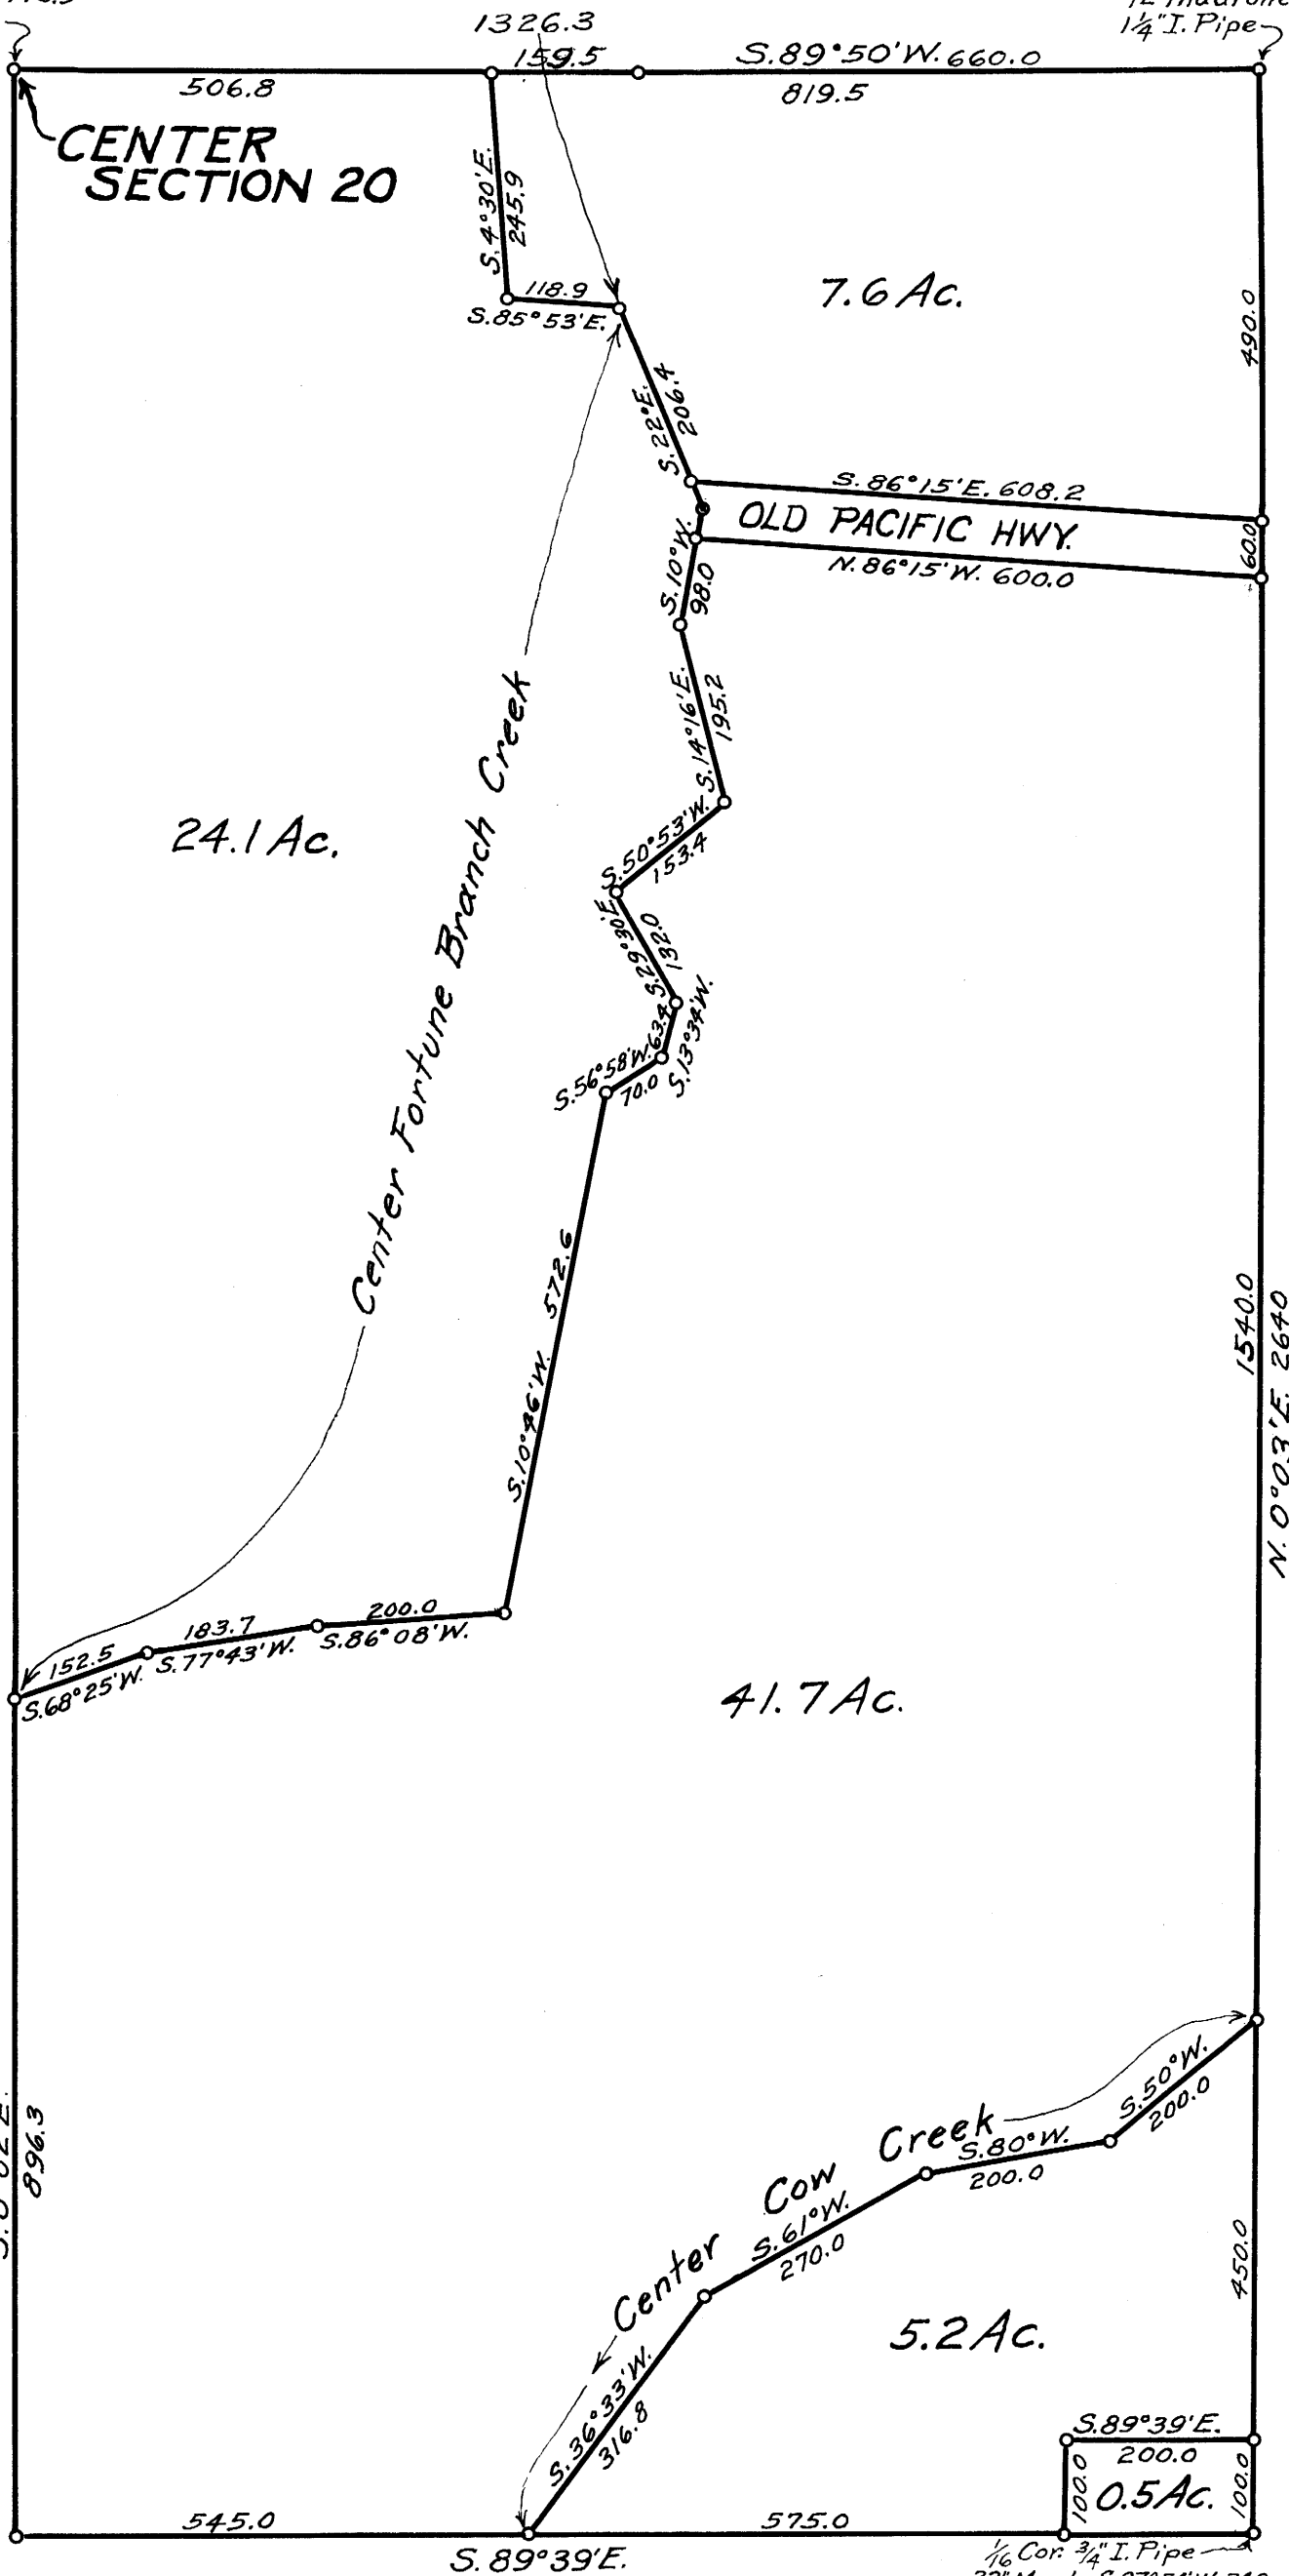 1326.3
1¼" I. Pipe
159.5
S.89°50'W. 660.0
506.8
819.5
CENTER
SECTION 20
S.4°30'E.
245.9
7.6 Ac.
118.9
S.85°53'E.
490.0
S.22°E.
206.4
S.86°15'E. 608.2
OLD PACIFIC HWY.
60.0
N.86°15'W. 600.0
S.10°W.
98.0
S.14°16'E.
195.2
24.1 Ac.
S.50°53'W.
153.4
S.29°30'E
132.0
63.4
S.13°34'W.
S.56°58'W.
70.0
Center Fortune Branch Creek
572.6
S.10°46'W.
1540.0
N.0°03'E. 2640
200.0
S.86°08'W.
183.7
S.77°43'W.
152.5
S.68°25'W.
41.7 Ac.
896.3
S.50°W.
200.0
Center Cow Creek
S.80°W.
200.0
S.61°W.
270.0
450.0
5.2 Ac.
S.36°33'W.
316.8
S.89°39'E.
200.0
100.0
0.5 Ac.
100.0
545.0
575.0
S.89°39'E.
1/16 Cor. ¾" I. Pipe